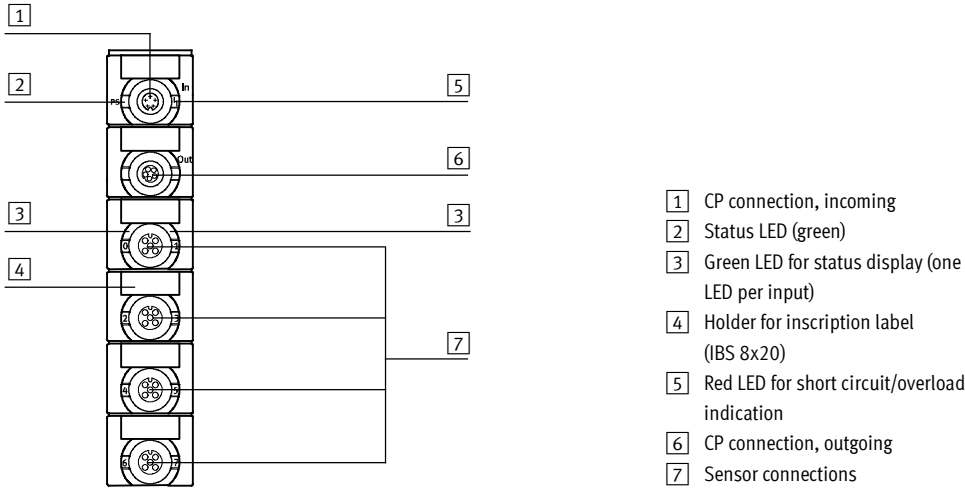 1
2
In
PS
5
Out
6
3
0
1
3
4
2
3
7
4
5
6
7
1 CP connection, incoming
2 Status LED (green)
3 Green LED for status display (one
LED per input)
4 Holder for inscription label
(IBS 8x20)
5 Red LED for short circuit/overload
indication
6 CP connection, outgoing
7 Sensor connections